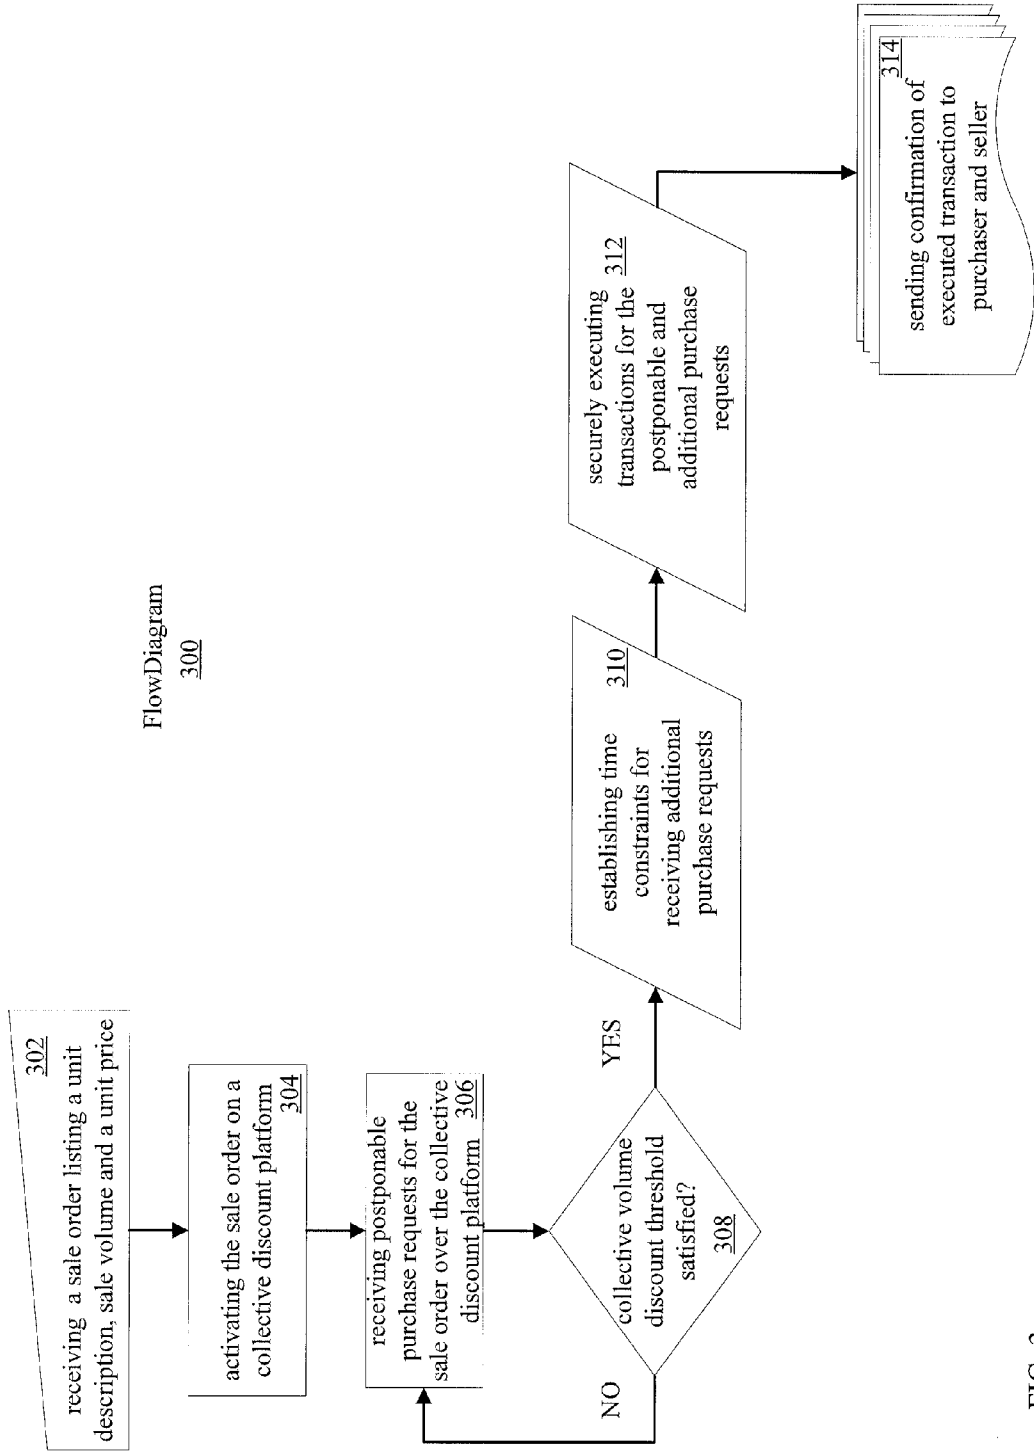 FlowDiagram
300
302
receiving a sale order listing a unit
description, sale volume and a unit price
activating the sale order on a
collective discount platform
304
receiving postponable
purchase requests for the
sale order over the collective
discount platform
306
collective volume
discount threshold
satisfied?
308
NO
YES
310
establishing time
constraints for
receiving additional
purchase requests
securely executing
312
transactions for the
postponable and
additional purchase
requests
314
sending confirmation of
executed transaction to
purchaser and seller